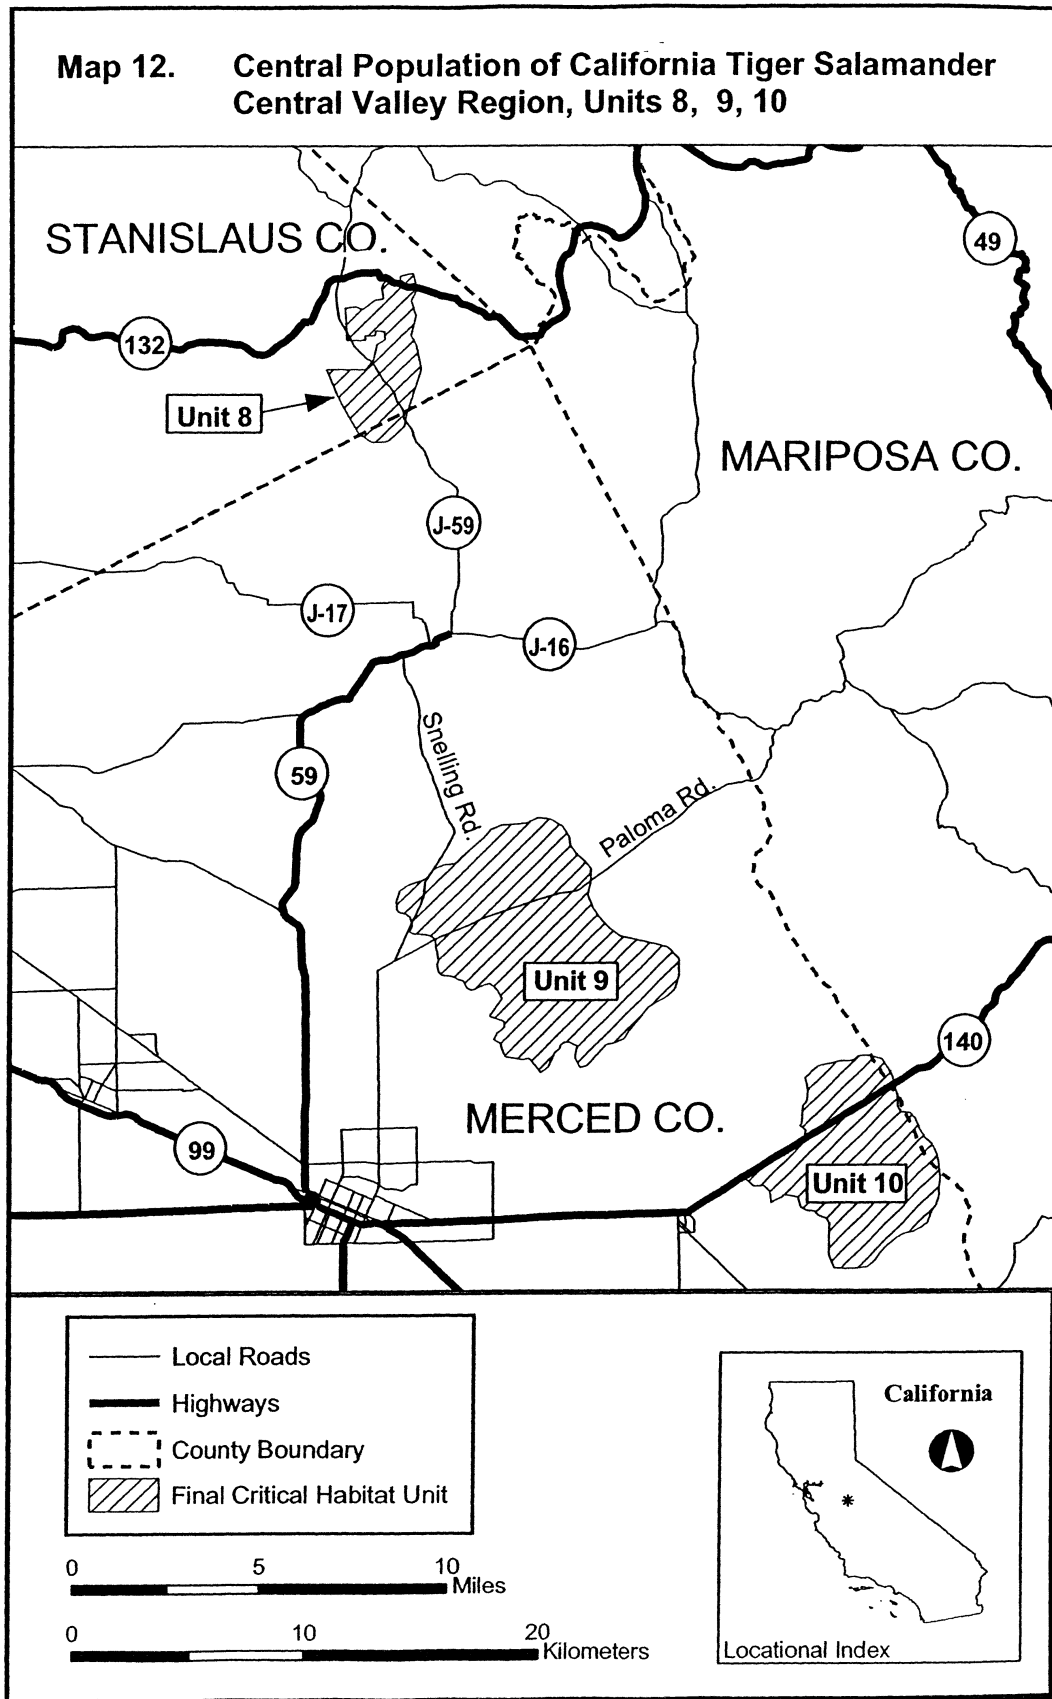 Map 12. Central Population of California Tiger Salamander
Central Valley Region, Units 8, 9, 10
STANISLAUS CO.
49
132
Unit 8
MARIPOSA CO.
J-59
J-17
J-16
Snelling Rd.
59
Paloma Rd.
Unit 9
140
MERCED CO.
99
Unit 10
Local Roads
Highways
County Boundary
Final Critical Habitat Unit
0 5 10
Miles
0 10 20
Kilometers
California
Locational Index